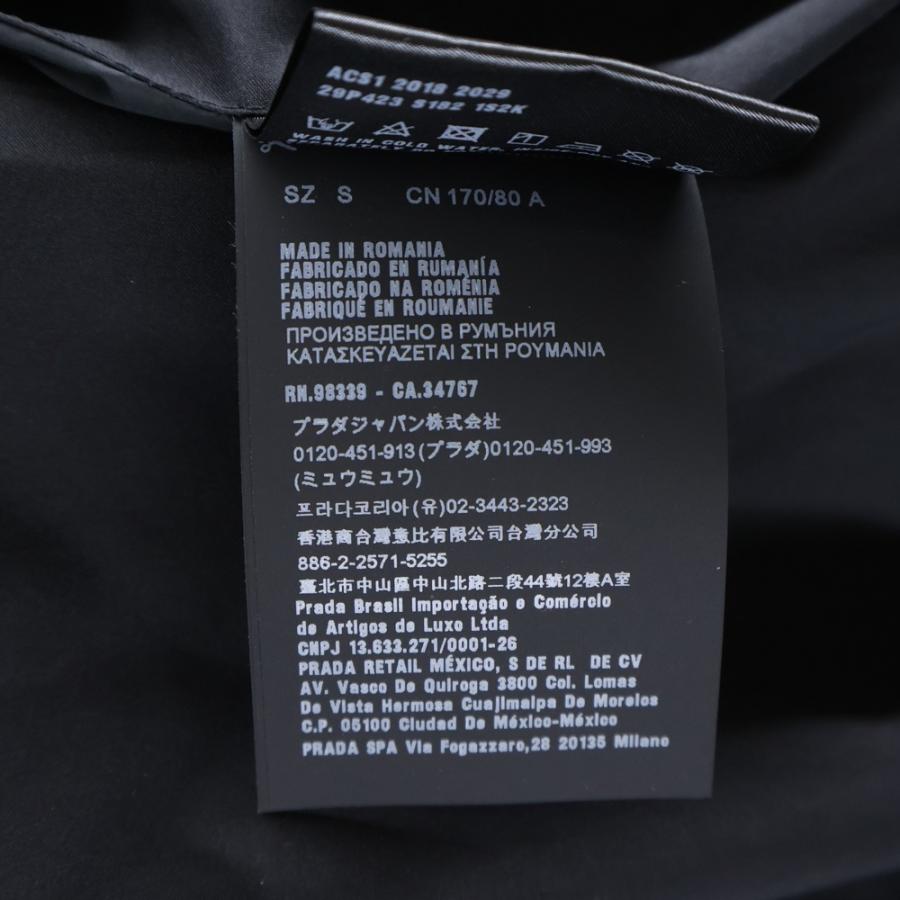 ACS1 2018 2029
29P423 S182 1S2K
WASH IN COLD WATER.
SEPARATELY
SZ S CN 170/80 A
MADE IN ROMANIA
FABRICADO EN RUMANÍA
FABRICADO NA ROMÉNIA
FABRIQUÉ EN ROUMANIE
ПРОИЗВЕДЕНО В РУМЪНИЯ
ΚΑΤΑΣΚΕΥΑΖΕΤΑΙ ΣΤΗ ΡΟΥΜΑΝΙΑ
RN.98339 - CA.34767
プラダジャパン株式会社
0120-451-913(プラダ)0120-451-993
(ミュウミュウ)
프라다코리아(유)02-3443-2323
香港商台灣意比有限公司台灣分公司
886-2-2571-5255
臺北市中山區中山北路二段44號12樓A室
Prada Brasil Importação e Comércio
de Artigos de Luxo Ltda
CNPJ 13.633.271/0001-26
PRADA RETAIL MÉXICO, S DE RL DE CV
AV. Vasco De Quiroga 3800 Col. Lomas
De Vista Hermosa Cuajimalpa De Morelos
C.P. 05100 Ciudad De México-México
PRADA SPA Via Fogazzaro,28 20135 Milano